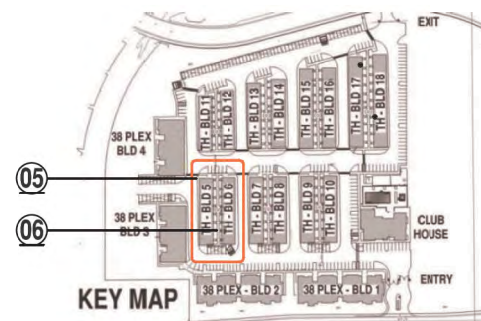 EXIT
TH - BLD 11
TH - BLD 12
TH - BLD 13
TH - BLD 14
TH - BLD 15
TH - BLD 16
TH - BLD 17
TH - BLD 18
38 PLEX
BLD 4
05
TH - BLD 5
TH - BLD 6
TH - BLD 7
TH - BLD 8
TH - BLD 9
TH - BLD 10
38 PLEX
BLD 3
06
CLUB
HOUSE
ENTRY
38 PLEX - BLD 2
38 PLEX - BLD 1
KEY MAP